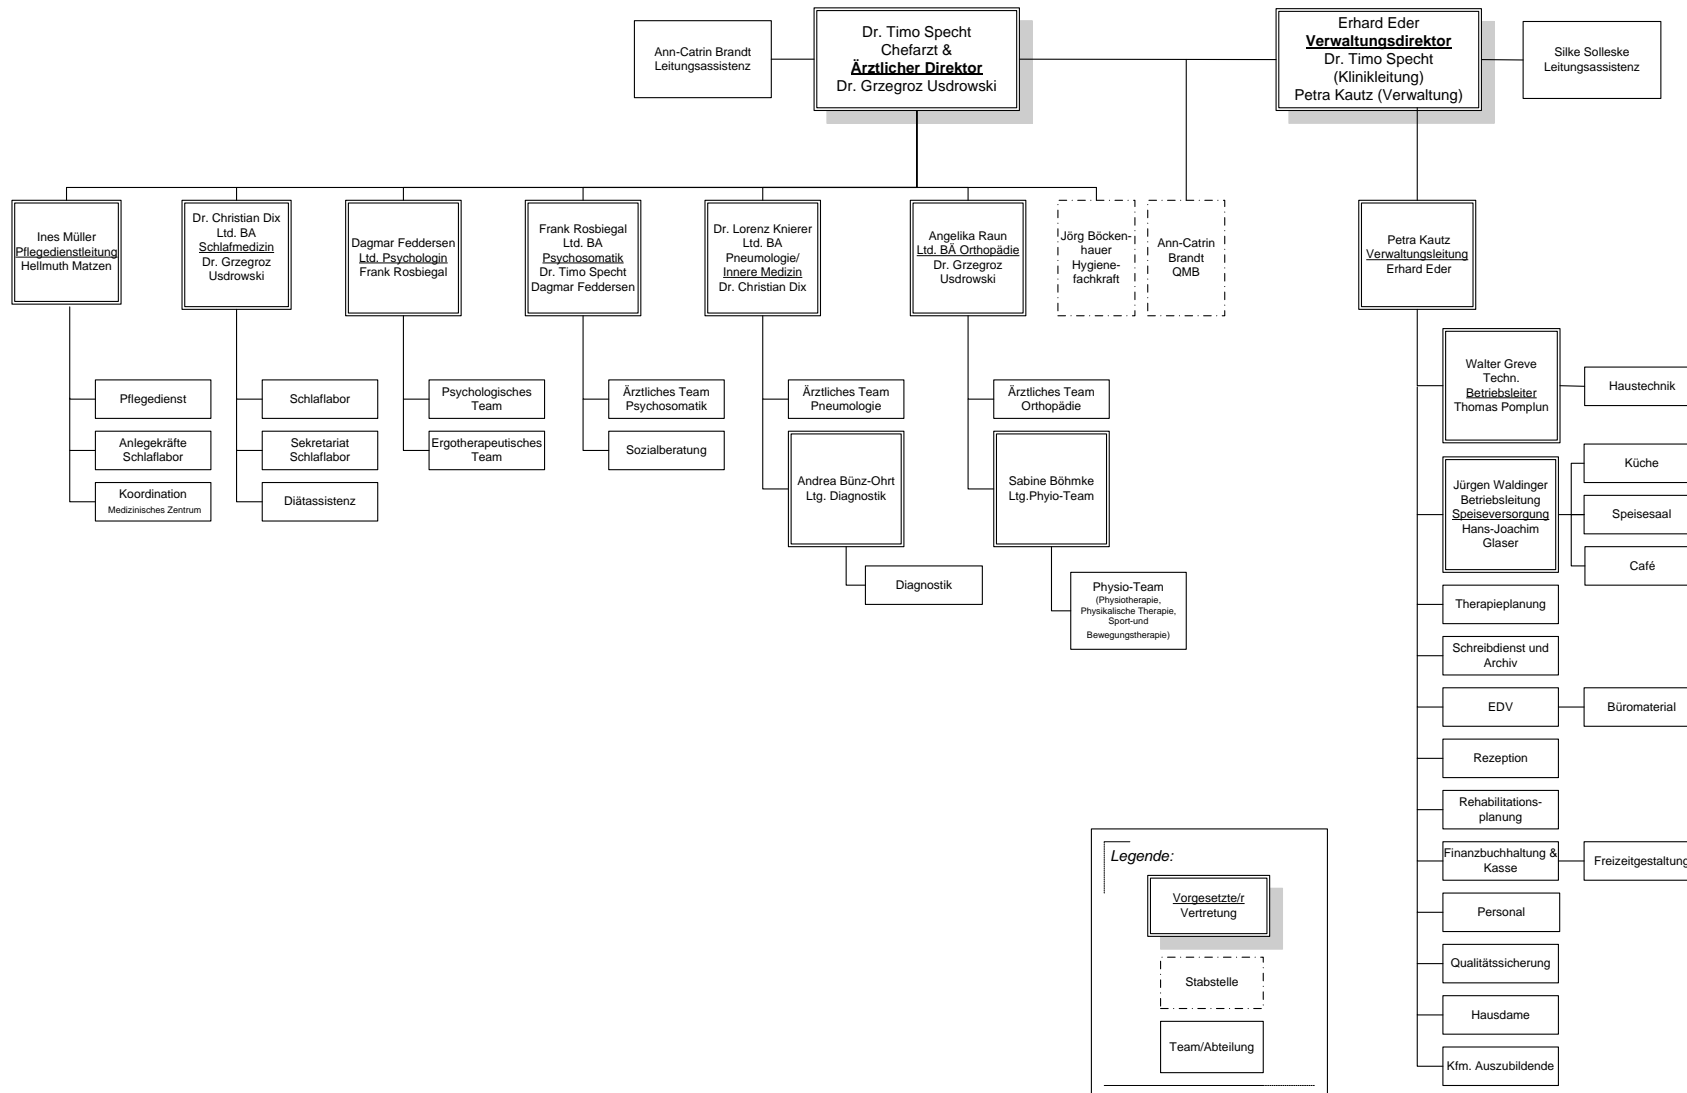 Ann-Catrin Brandt
Leitungsassistenz
Dr. Timo Specht
Chefarzt &
Ärztlicher Direktor
Dr. Grzegroz Usdrowski
Erhard Eder
Verwaltungsdirektor
Dr. Timo Specht
(Klinikleitung)
Petra Kautz (Verwaltung)
Silke Solleske
Leitungsassistenz
Ines Müller
Pflegedienstleitung
Hellmuth Matzen
Dr. Christian Dix
Ltd. BA
Schlafmedizin
Dr. Grzegroz
Usdrowski
Dagmar Feddersen
Ltd. Psychologin
Frank Rosbiegal
Frank Rosbiegal
Ltd. BA
Psychosomatik
Dr. Timo Specht
Dagmar Feddersen
Dr. Lorenz Knierer
Ltd. BA
Pneumologie/
Innere Medizin
Dr. Christian Dix
Angelika Raun
Ltd. BÄ Orthopädie
Dr. Grzegroz
Usdrowski
Jörg Böcken-
hauer
Hygiene-
fachkraft
Ann-Catrin
Brandt
QMB
Petra Kautz
Verwaltungsleitung
Erhard Eder
Pflegedienst
Anlegekräfte
Schlaflabor
Koordination
Medizinisches Zentrum
Schlaflabor
Sekretariat
Schlaflabor
Diätassistenz
Psychologisches
Team
Ergotherapeutisches
Team
Ärztliches Team
Psychosomatik
Sozialberatung
Ärztliches Team
Pneumologie
Andrea Bünz-Ohrt
Ltg. Diagnostik
Diagnostik
Ärztliches Team
Orthopädie
Sabine Böhmke
Ltg.Phyio-Team
Physio-Team
(Physiotherapie,
Physikalische Therapie,
Sport-und
Bewegungstherapie)
Walter Greve
Techn.
Betriebsleiter
Thomas Pomplun
Haustechnik
Jürgen Waldinger
Betriebsleitung
Speiseversorgung
Hans-Joachim
Glaser
Küche
Speisesaal
Café
Therapieplanung
Schreibdienst und
Archiv
EDV
Büromaterial
Rezeption
Rehabilitations-
planung
Finanzbuchhaltung &
Kasse
Freizeitgestaltung
Personal
Qualitätssicherung
Hausdame
Kfm. Auszubildende
Legende:
Vorgesetzte/r
Vertretung
Stabstelle
Team/Abteilung